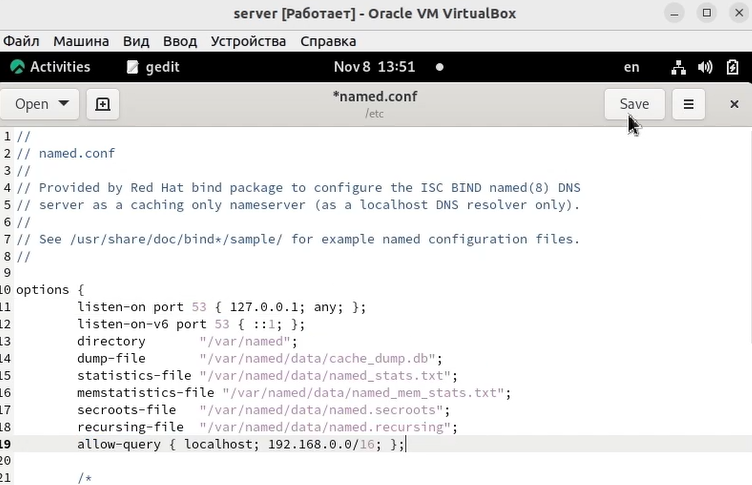 server [Работает] - Oracle VM VirtualBox
Файл Машина Вид Ввод Устройства Справка
Activities gedit Nov 8 13:51 en
Open *named.conf Save
/etc
1 //
2 // named.conf
3 //
4 // Provided by Red Hat bind package to configure the ISC BIND named(8) DNS
5 // server as a caching only nameserver (as a localhost DNS resolver only).
6 //
7 // See /usr/share/doc/bind*/sample/ for example named configuration files.
8 //
9
10 options {
11 listen-on port 53 { 127.0.0.1; any; };
12 listen-on-v6 port 53 { ::1; };
13 directory "/var/named";
14 dump-file "/var/named/data/cache_dump.db";
15 statistics-file "/var/named/data/named_stats.txt";
16 memstatistics-file "/var/named/data/named_mem_stats.txt";
17 secroots-file "/var/named/data/named.secroots";
18 recursing-file "/var/named/data/named.recursing";
19 allow-query { localhost; 192.168.0.0/16; };
20
21 /*